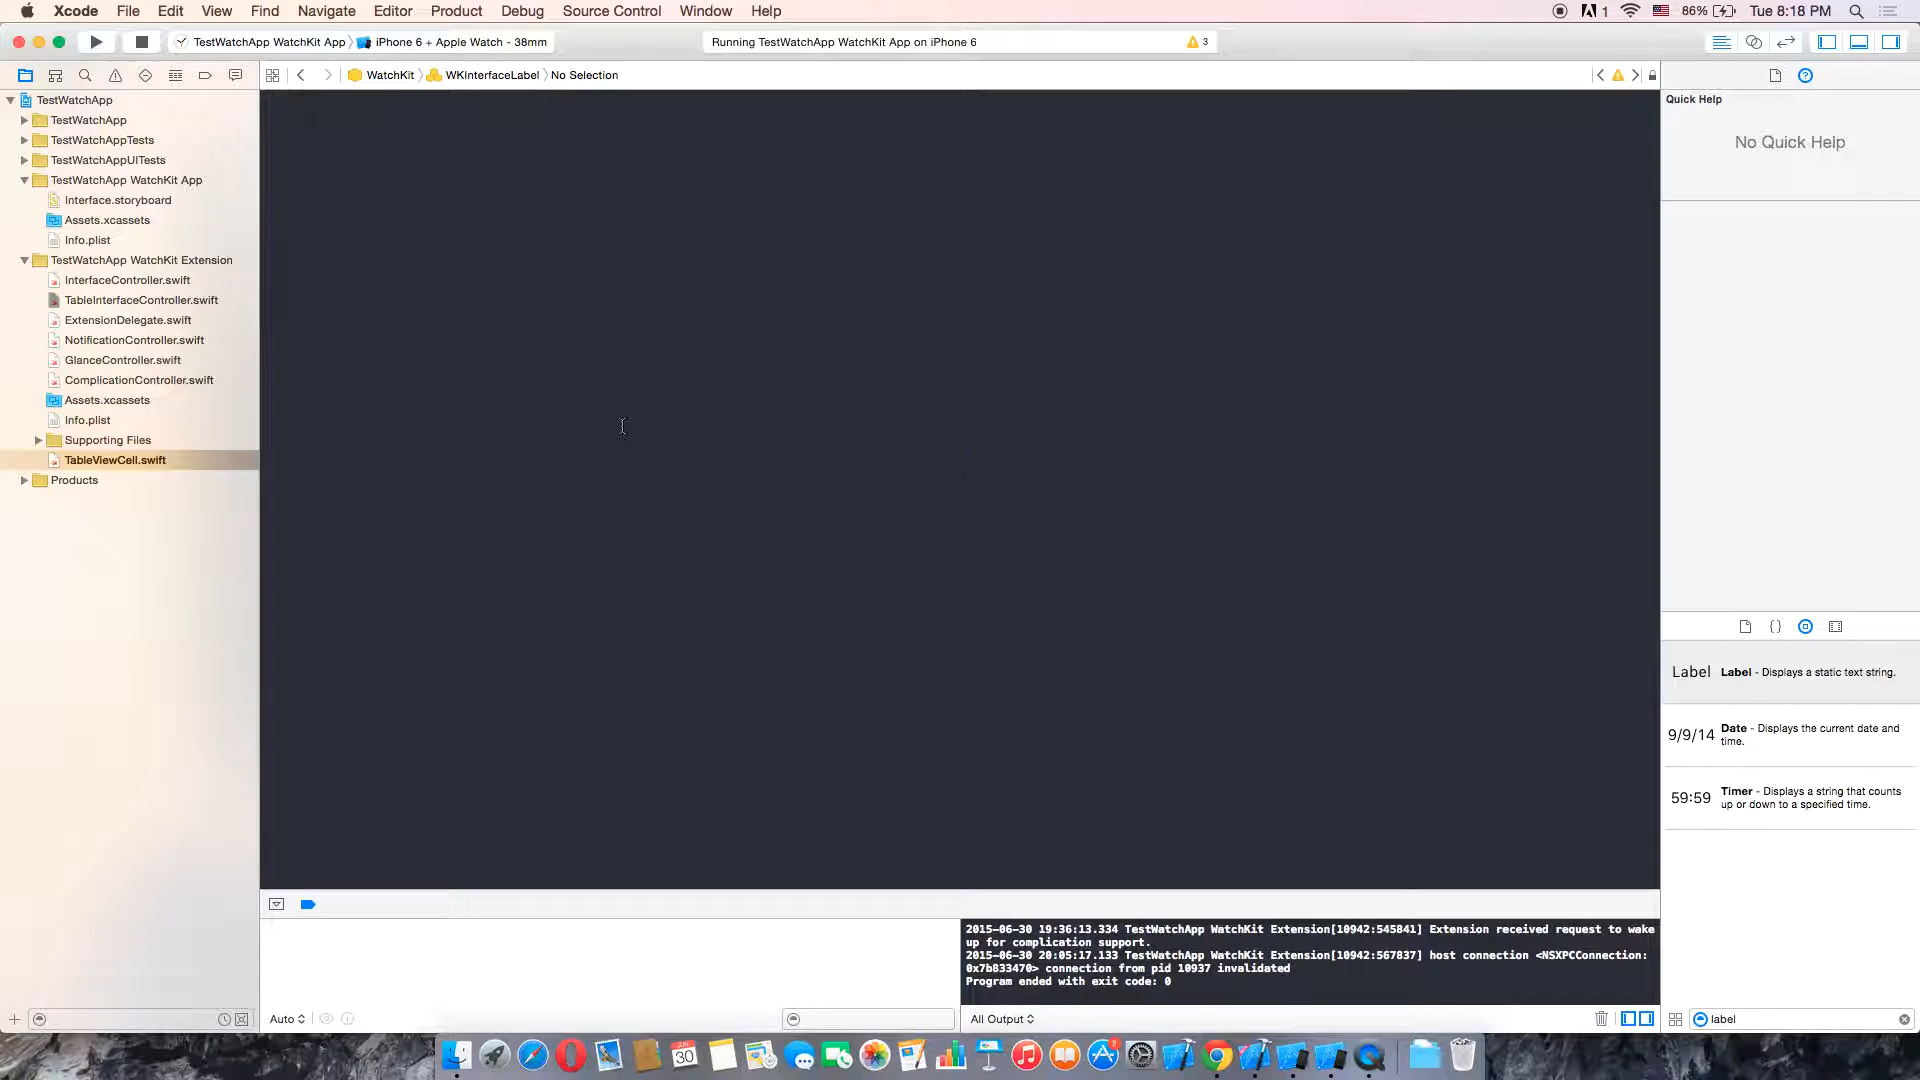 Xcode File Edit View Find Navigate Editor Product Debug Source Control Window Help
1 86% Tue 8:18 PM
TestWatchApp WatchKit App iPhone 6 + Apple Watch - 38mm
Running TestWatchApp WatchKit App on iPhone 6
3
WatchKit WKInterfaceLabel No Selection
TestWatchApp
TestWatchApp
TestWatchAppTests
TestWatchAppUITests
TestWatchApp WatchKit App
Interface.storyboard
Assets.xcassets
Info.plist
TestWatchApp WatchKit Extension
InterfaceController.swift
TableInterfaceController.swift
ExtensionDelegate.swift
NotificationController.swift
GlanceController.swift
ComplicationController.swift
Assets.xcassets
Info.plist
Supporting Files
TableViewCell.swift
Products
Quick Help
No Quick Help
Label Label - Displays a static text string.
9/9/14 Date - Displays the current date and
time.
59:59 Timer - Displays a string that counts
up or down to a specified time.
2015-06-30 19:36:13.334 TestWatchApp WatchKit Extension[10942:545841] Extension received request to wake
up for complication support.
2015-06-30 20:05:17.133 TestWatchApp WatchKit Extension[10942:567837] host connection <NSXPCConnection:
0x7b833470> connection from pid 10937 invalidated
Program ended with exit code: 0
Auto
All Output
label
JUN
30
2